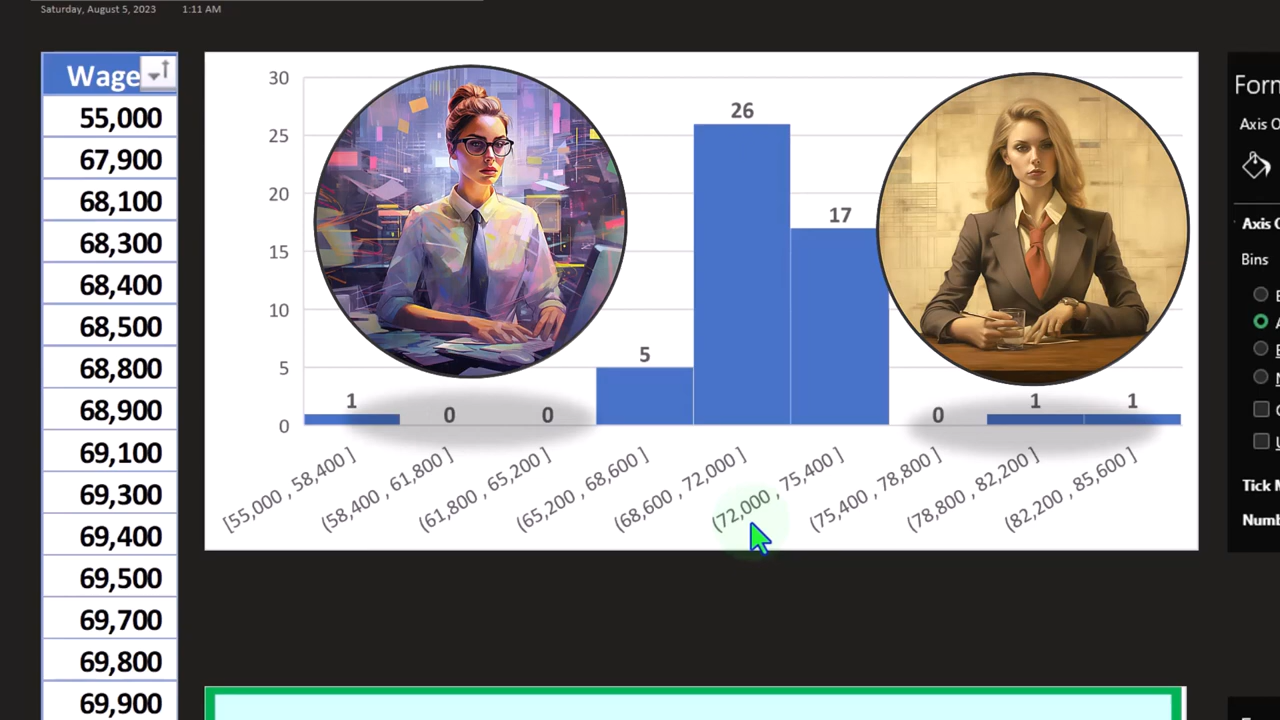 Saturday, August 5, 2023 1:11 AM
Wage
55,000
67,900
68,100
68,300
68,400
68,500
68,800
68,900
69,100
69,300
69,400
69,500
69,700
69,800
69,900
30
25
20
15
10
5
0
1
0
0
5
26
17
0
1
1
[55,000 , 58,400 ]
(58,400 , 61,800 ]
(61,800 , 65,200 ]
(65,200 , 68,600 ]
(68,600 , 72,000 ]
(72,000 , 75,400 ]
(75,400 , 78,800 ]
(78,800 , 82,200 ]
(82,200 , 85,600 ]
Form
Axis O
Axis O
Bins
Tick M
Numb